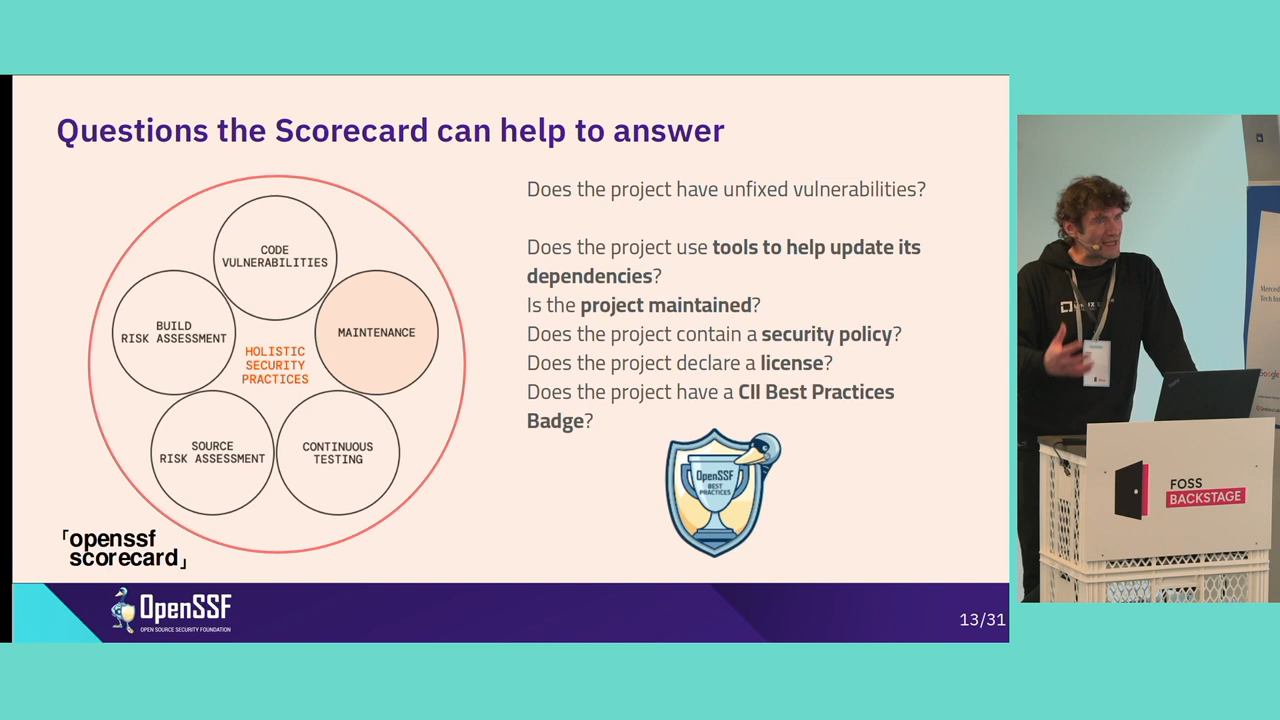 Questions the Scorecard can help to answer
CODE
VULNERABILITIES
BUILD
RISK ASSESSMENT
MAINTENANCE
HOLISTIC
SECURITY
PRACTICES
SOURCE
RISK ASSESSMENT
CONTINUOUS
TESTING
「openssf
scorecard」
Does the project have unfixed vulnerabilities?
Does the project use tools to help update its
dependencies?
Is the project maintained?
Does the project contain a security policy?
Does the project declare a license?
Does the project have a CII Best Practices
Badge?
OpenSSF
BEST
PRACTICES
OpenSSF
OPEN SOURCE SECURITY FOUNDATION
13/31
Google
FOSS
BACKSTAGE